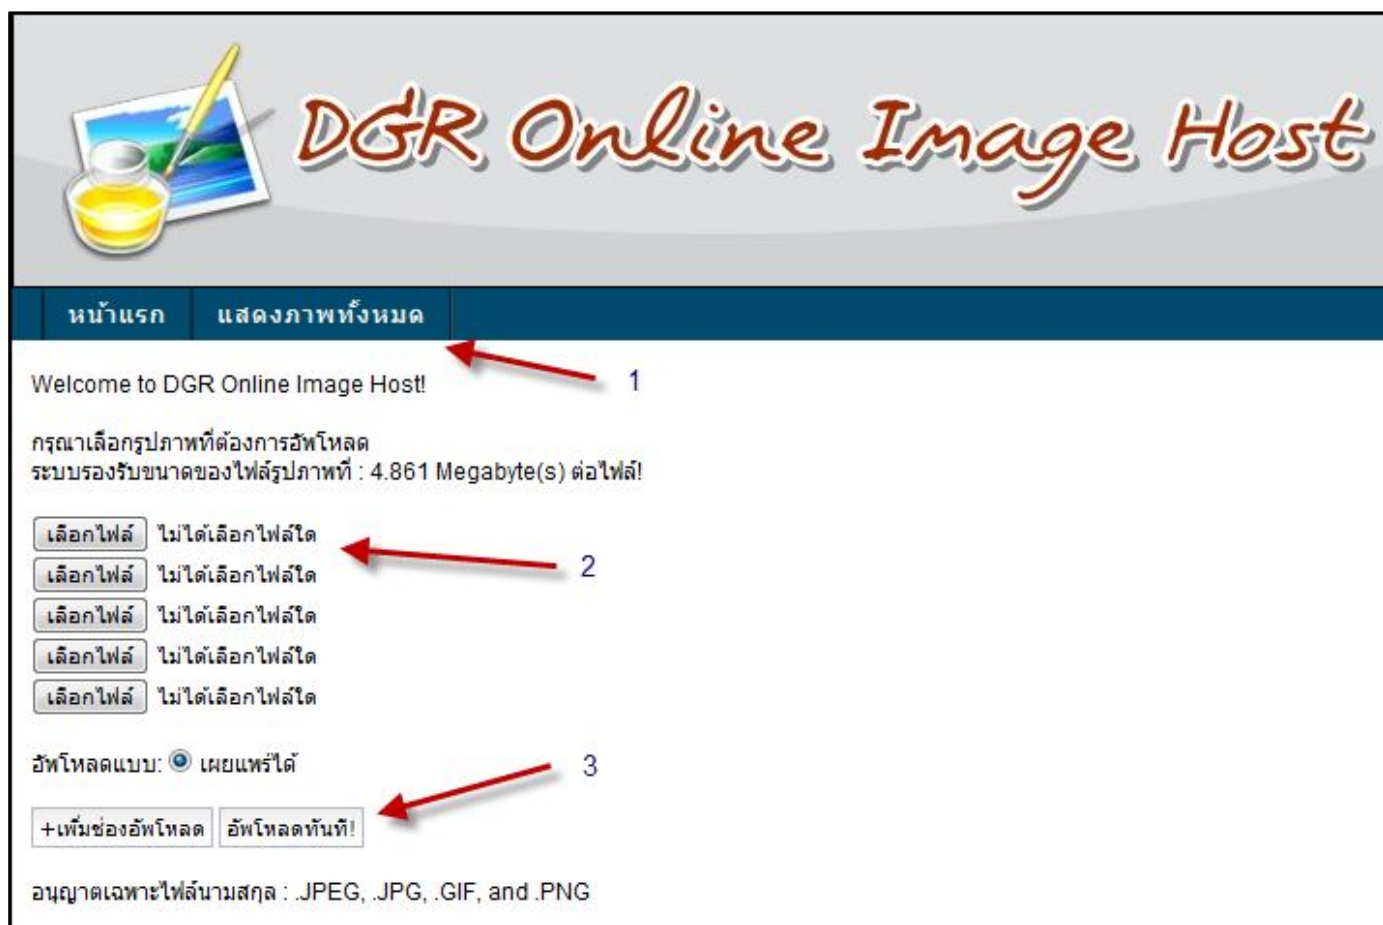 DGR Online Image Host
หน้าแรก แสดงภาพทั้งหมด
1
Welcome to DGR Online Image Host!
กรุณาเลือกรูปภาพที่ต้องการอัพโหลด
ระบบรองรับขนาดของไฟล์รูปภาพที่ : 4.861 Megabyte(s) ต่อไฟล์!
เลือกไฟล์ ไม่ได้เลือกไฟล์ใด
2
เลือกไฟล์ ไม่ได้เลือกไฟล์ใด
เลือกไฟล์ ไม่ได้เลือกไฟล์ใด
เลือกไฟล์ ไม่ได้เลือกไฟล์ใด
เลือกไฟล์ ไม่ได้เลือกไฟล์ใด
อัพโหลดแบบ: เผยแพร่ได้
3
+เพิ่มช่องอัพโหลด อัพโหลดทันที!
อนุญาตเฉพาะไฟล์นามสกุล : .JPEG, .JPG, .GIF, and .PNG